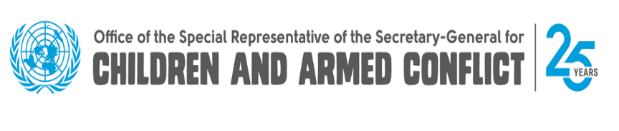 Office of the Special Representative of the Secretary-General for
CHILDREN AND ARMED CONFLICT
25
YEARS